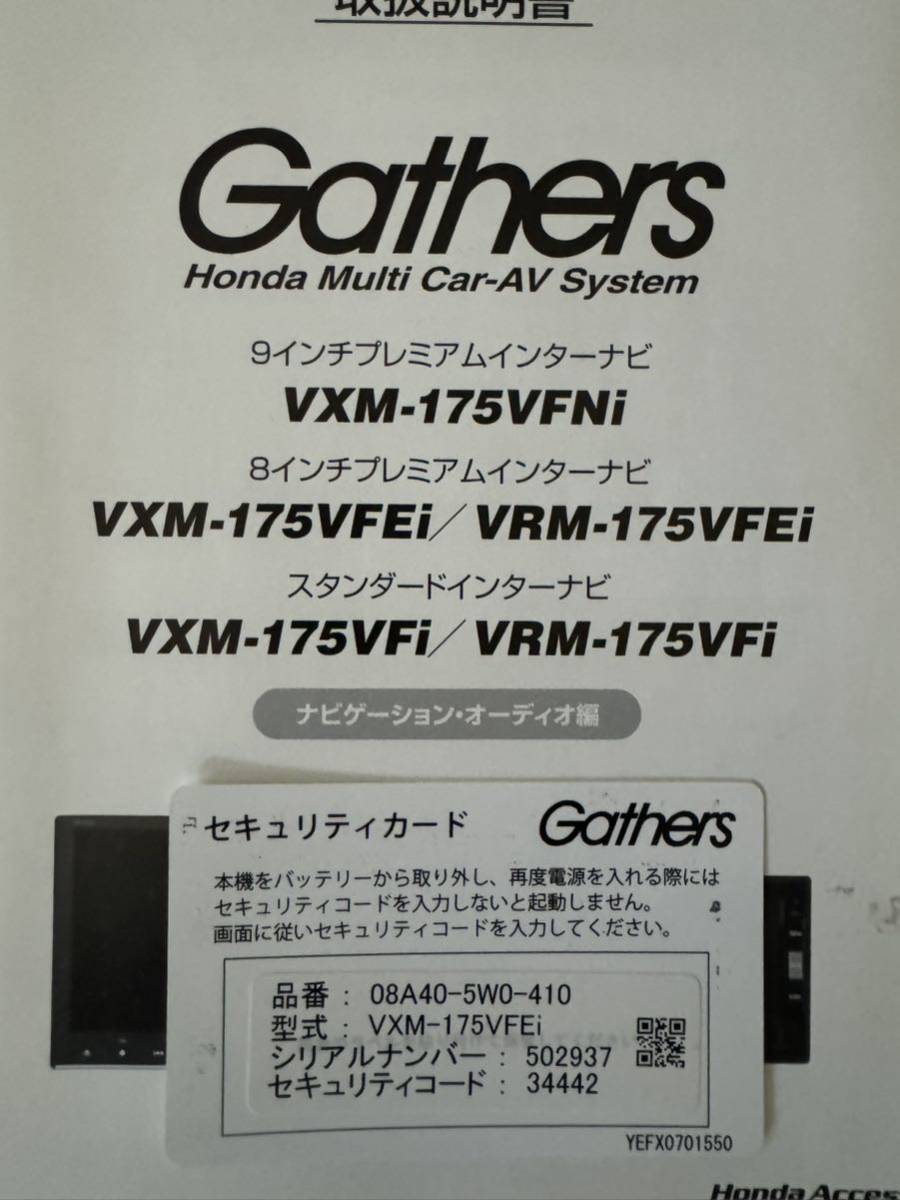 取扱説明書
Gathers
Honda Multi Car-AV System
9インチプレミアムインターナビ
VXM-175VFNi
8インチプレミアムインターナビ
VXM-175VFEi/VRM-175VFEi
スタンダードインターナビ
VXM-175VFi/VRM-175VFi
ナビゲーション・オーディオ編
セキュリティカード
Gathers
本機をバッテリーから取り外し、再度電源を入れる際には
セキュリティコードを入力しないと起動しません。
画面に従いセキュリティコードを入力してください。
品番 : 08A40-5W0-410
型式 : VXM-175VFEi
シリアルナンバー : 502937
セキュリティコード : 34442
YEFX0701550
Honda Acces